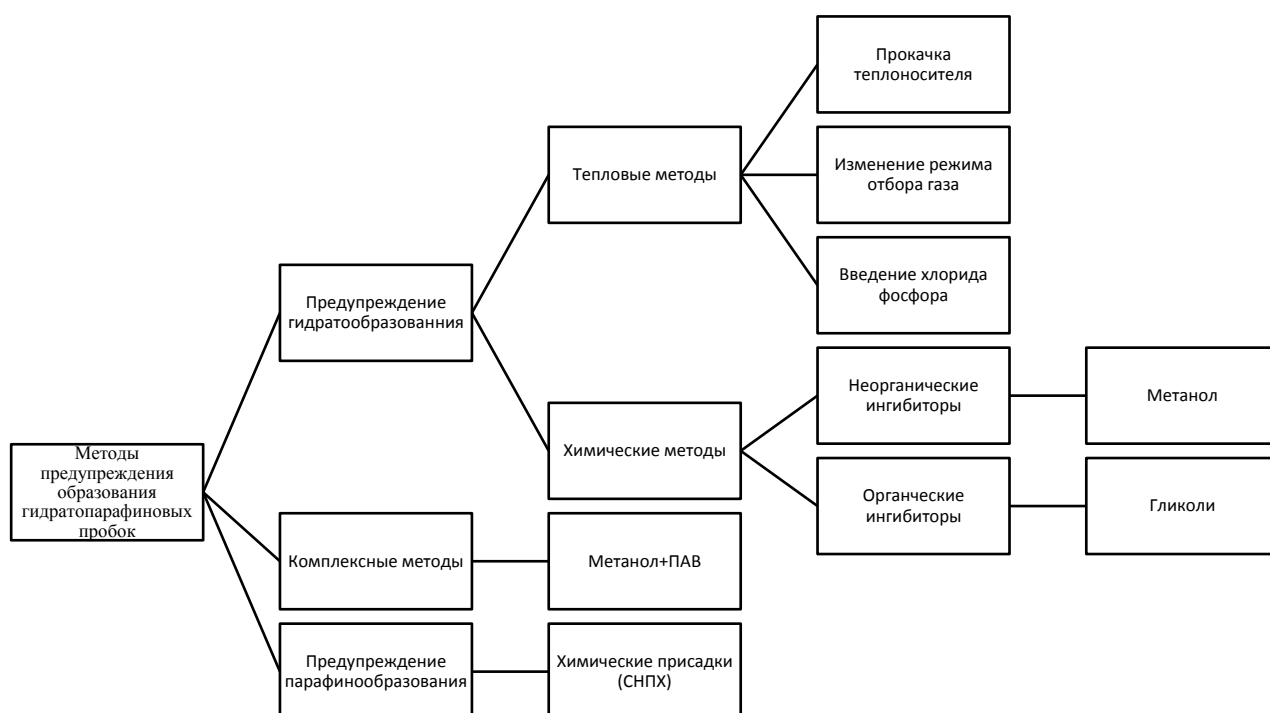 Прокачка
теплоносителя
Тепловые методы
Изменение режима
отбора газа
Введение хлорида
фосфора
Предупреждение
гидратообразованния
Неорганические
ингибиторы
Метанол
Химические методы
Органческие
ингибиторы
Гликоли
Методы
предупреждения
образования
гидратопарафиновых
пробок
Комплексные методы
Метанол+ПАВ
Предупреждение
парафинообразования
Химические присадки
(СНПХ)